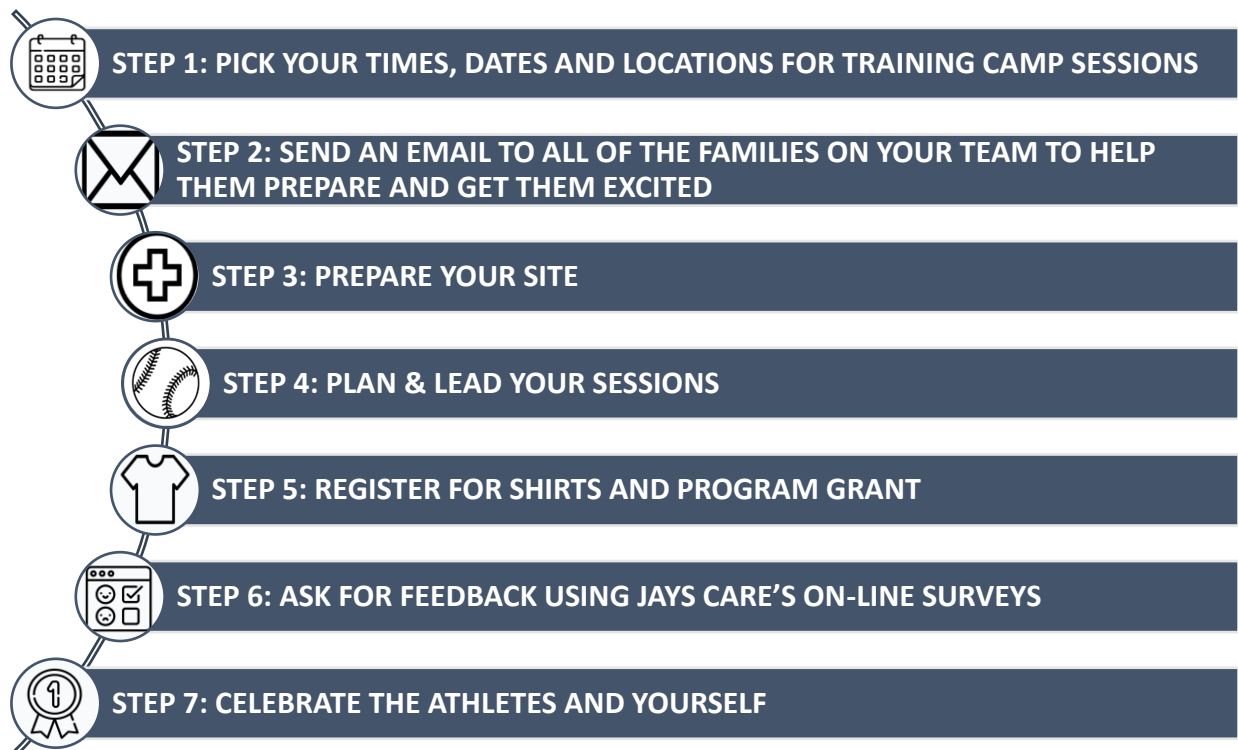 STEP 1: PICK YOUR TIMES, DATES AND LOCATIONS FOR TRAINING CAMP SESSIONS
STEP 2: SEND AN EMAIL TO ALL OF THE FAMILIES ON YOUR TEAM TO HELP
THEM PREPARE AND GET THEM EXCITED
STEP 3: PREPARE YOUR SITE
STEP 4: PLAN & LEAD YOUR SESSIONS
STEP 5: REGISTER FOR SHIRTS AND PROGRAM GRANT
STEP 6: ASK FOR FEEDBACK USING JAYS CARE’S ON-LINE SURVEYS
1
STEP 7: CELEBRATE THE ATHLETES AND YOURSELF